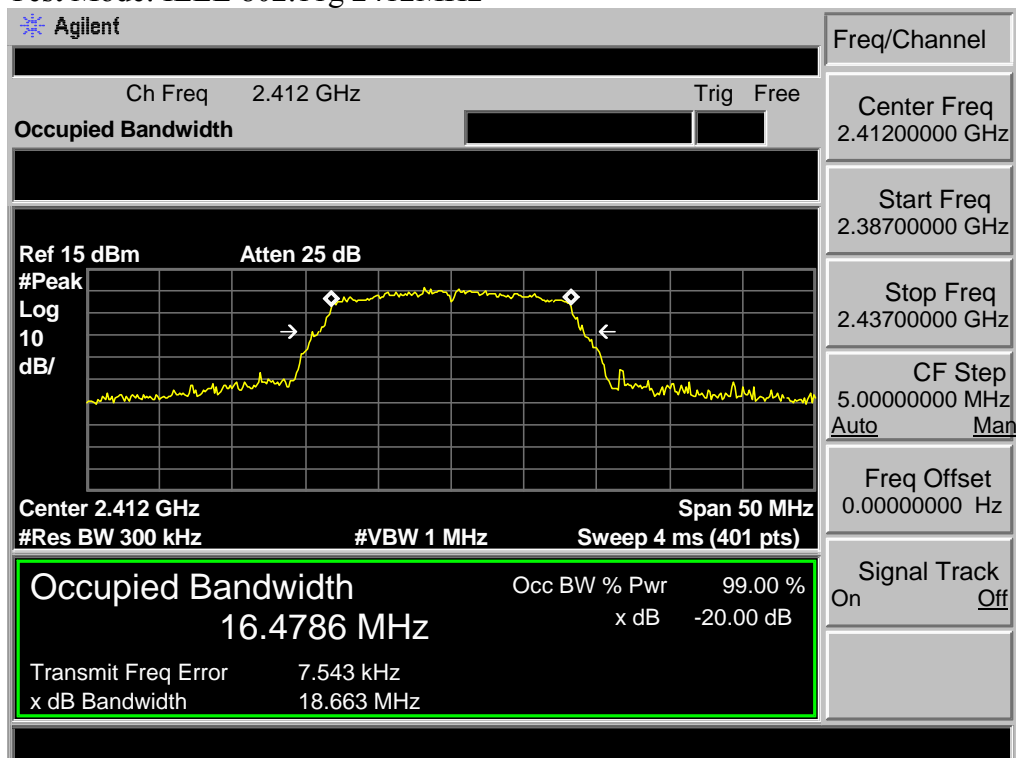 Agilent
Freq/Channel
Ch Freq 2.412 GHz Trig Free
Occupied Bandwidth
Center Freq
2.41200000 GHz
Start Freq
2.38700000 GHz
Ref 15 dBm Atten 25 dB
#Peak
Log
10
dB/
Stop Freq
2.43700000 GHz
CF Step
5.00000000 MHz
Auto Man
Center 2.412 GHz Span 50 MHz
#Res BW 300 kHz #VBW 1 MHz Sweep 4 ms (401 pts)
Freq Offset
0.00000000 Hz
Occupied Bandwidth Occ BW % Pwr 99.00 %
16.4786 MHz x dB -20.00 dB
Signal Track
On Off
Transmit Freq Error 7.543 kHz
x dB Bandwidth 18.663 MHz